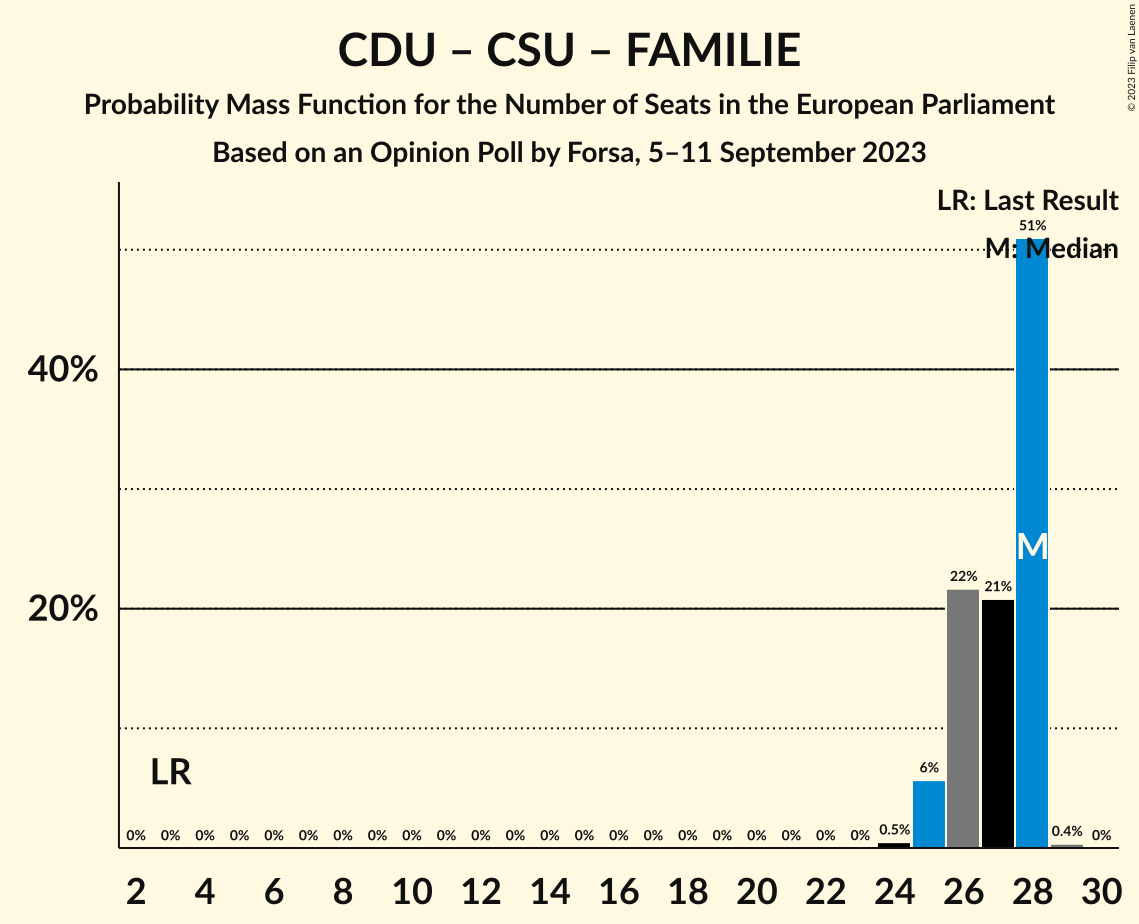 CDU – CSU – FAMILIE
Probability Mass Function for the Number of Seats in the European Parliament
Based on an Opinion Poll by Forsa, 5–11 September 2023
© 2023 Filip van Laenen
LR: Last Result
M: Median
51%
40%
M
22%
21%
20%
LR
6%
0% 0% 0% 0% 0% 0% 0% 0% 0% 0% 0% 0% 0% 0% 0% 0% 0% 0% 0% 0% 0% 0% 0.5% 0.4% 0%
2 4 6 8 10 12 14 16 18 20 22 24 26 28 30